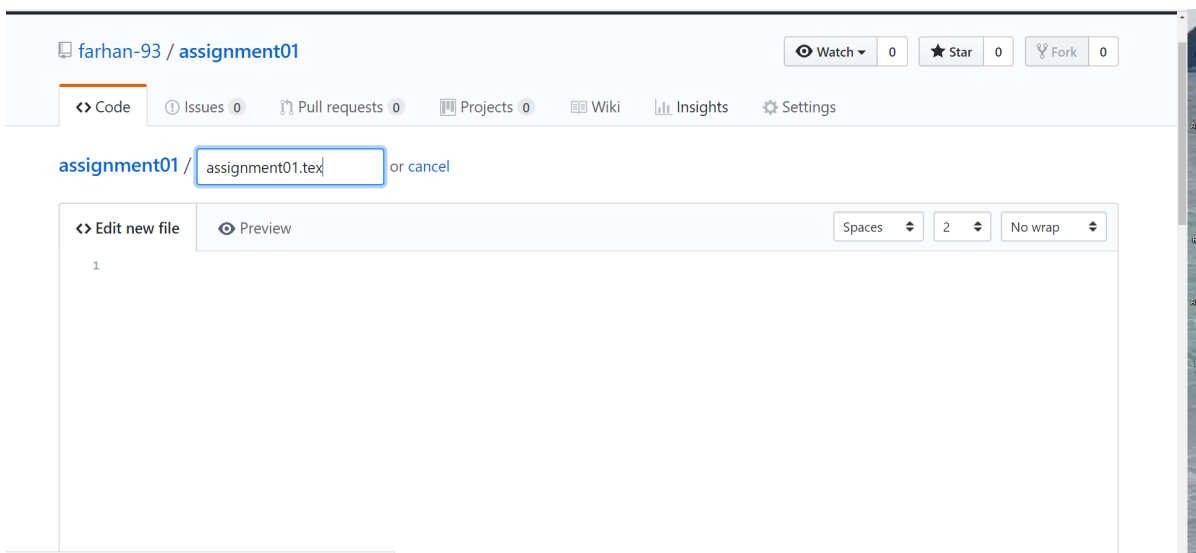 farhan-93 / assignment01
Watch 0 Star 0 Fork 0
Code Issues 0 Pull requests 0 Projects 0 Wiki Insights Settings
assignment01 / assignment01.tex or cancel
Edit new file Preview Spaces 2 No wrap
1